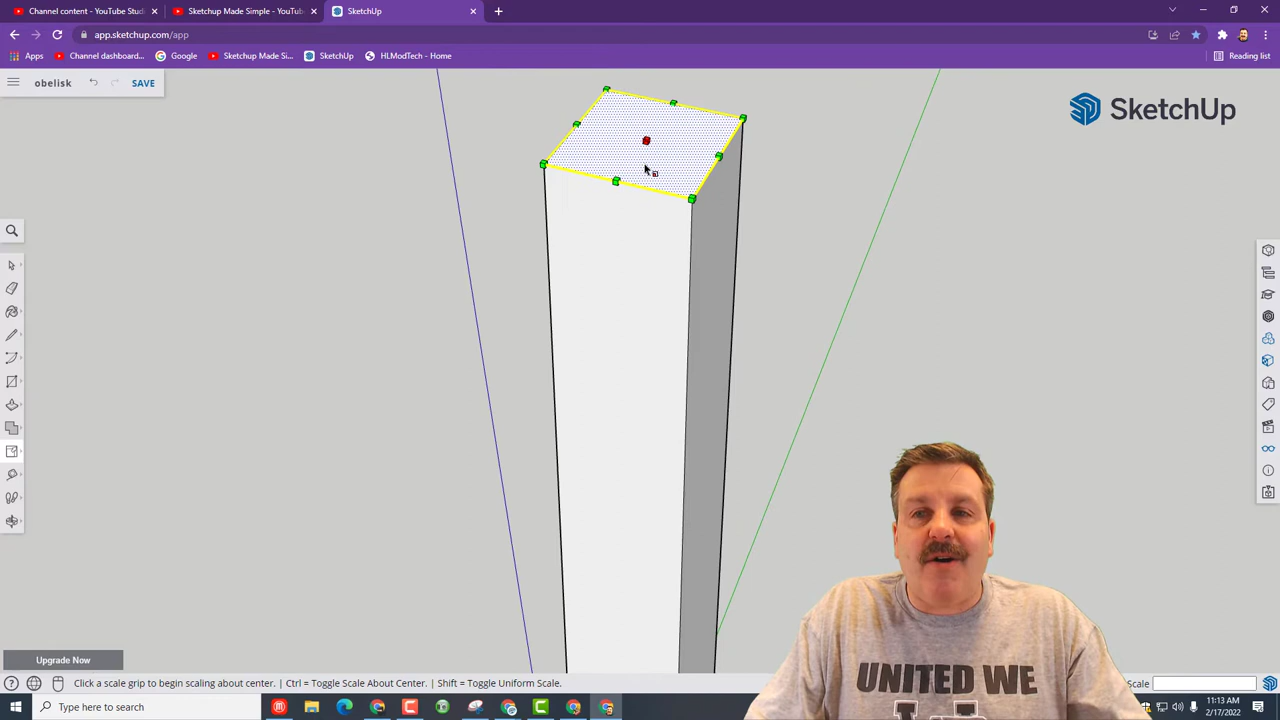 Channel content - YouTube Stud
Sketchup Made Simple - YouTub
SketchUp
app.sketchup.com/app
Apps
Channel dashboard...
Google
Sketchup Made Si...
SketchUp
HLModTech - Home
Reading list
obelisk
SAVE
SketchUp
UNITED WE
Upgrade Now
Click a scale grip to begin scaling about center. | Ctrl = Toggle Scale About Center. | Shift = Toggle Uniform Scale.
Scale
Type here to search
11:13 AM
2/17/2022